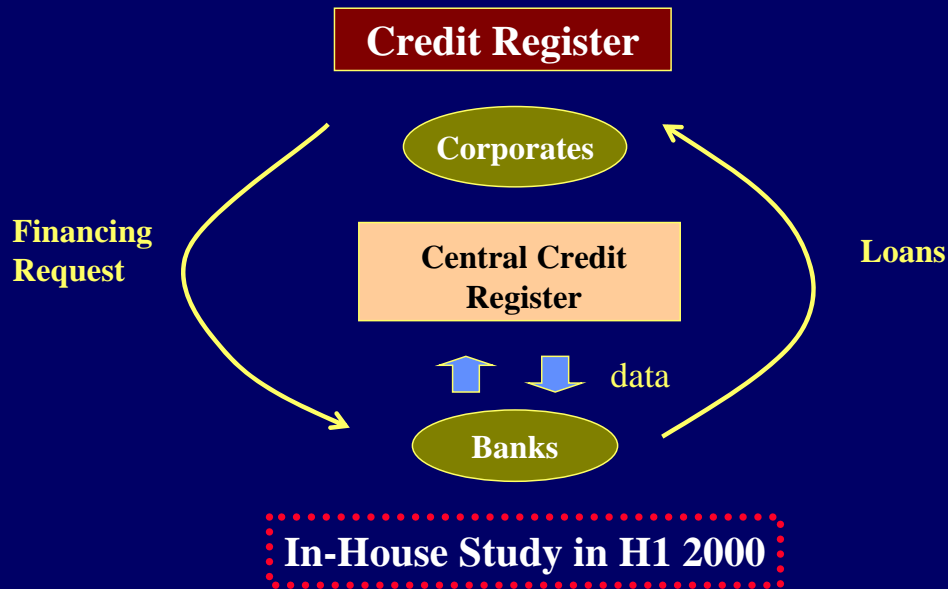 Credit Register
Corporates
Financing
Request
Central Credit
Register
Loans
data
Banks
In-House Study in H1 2000